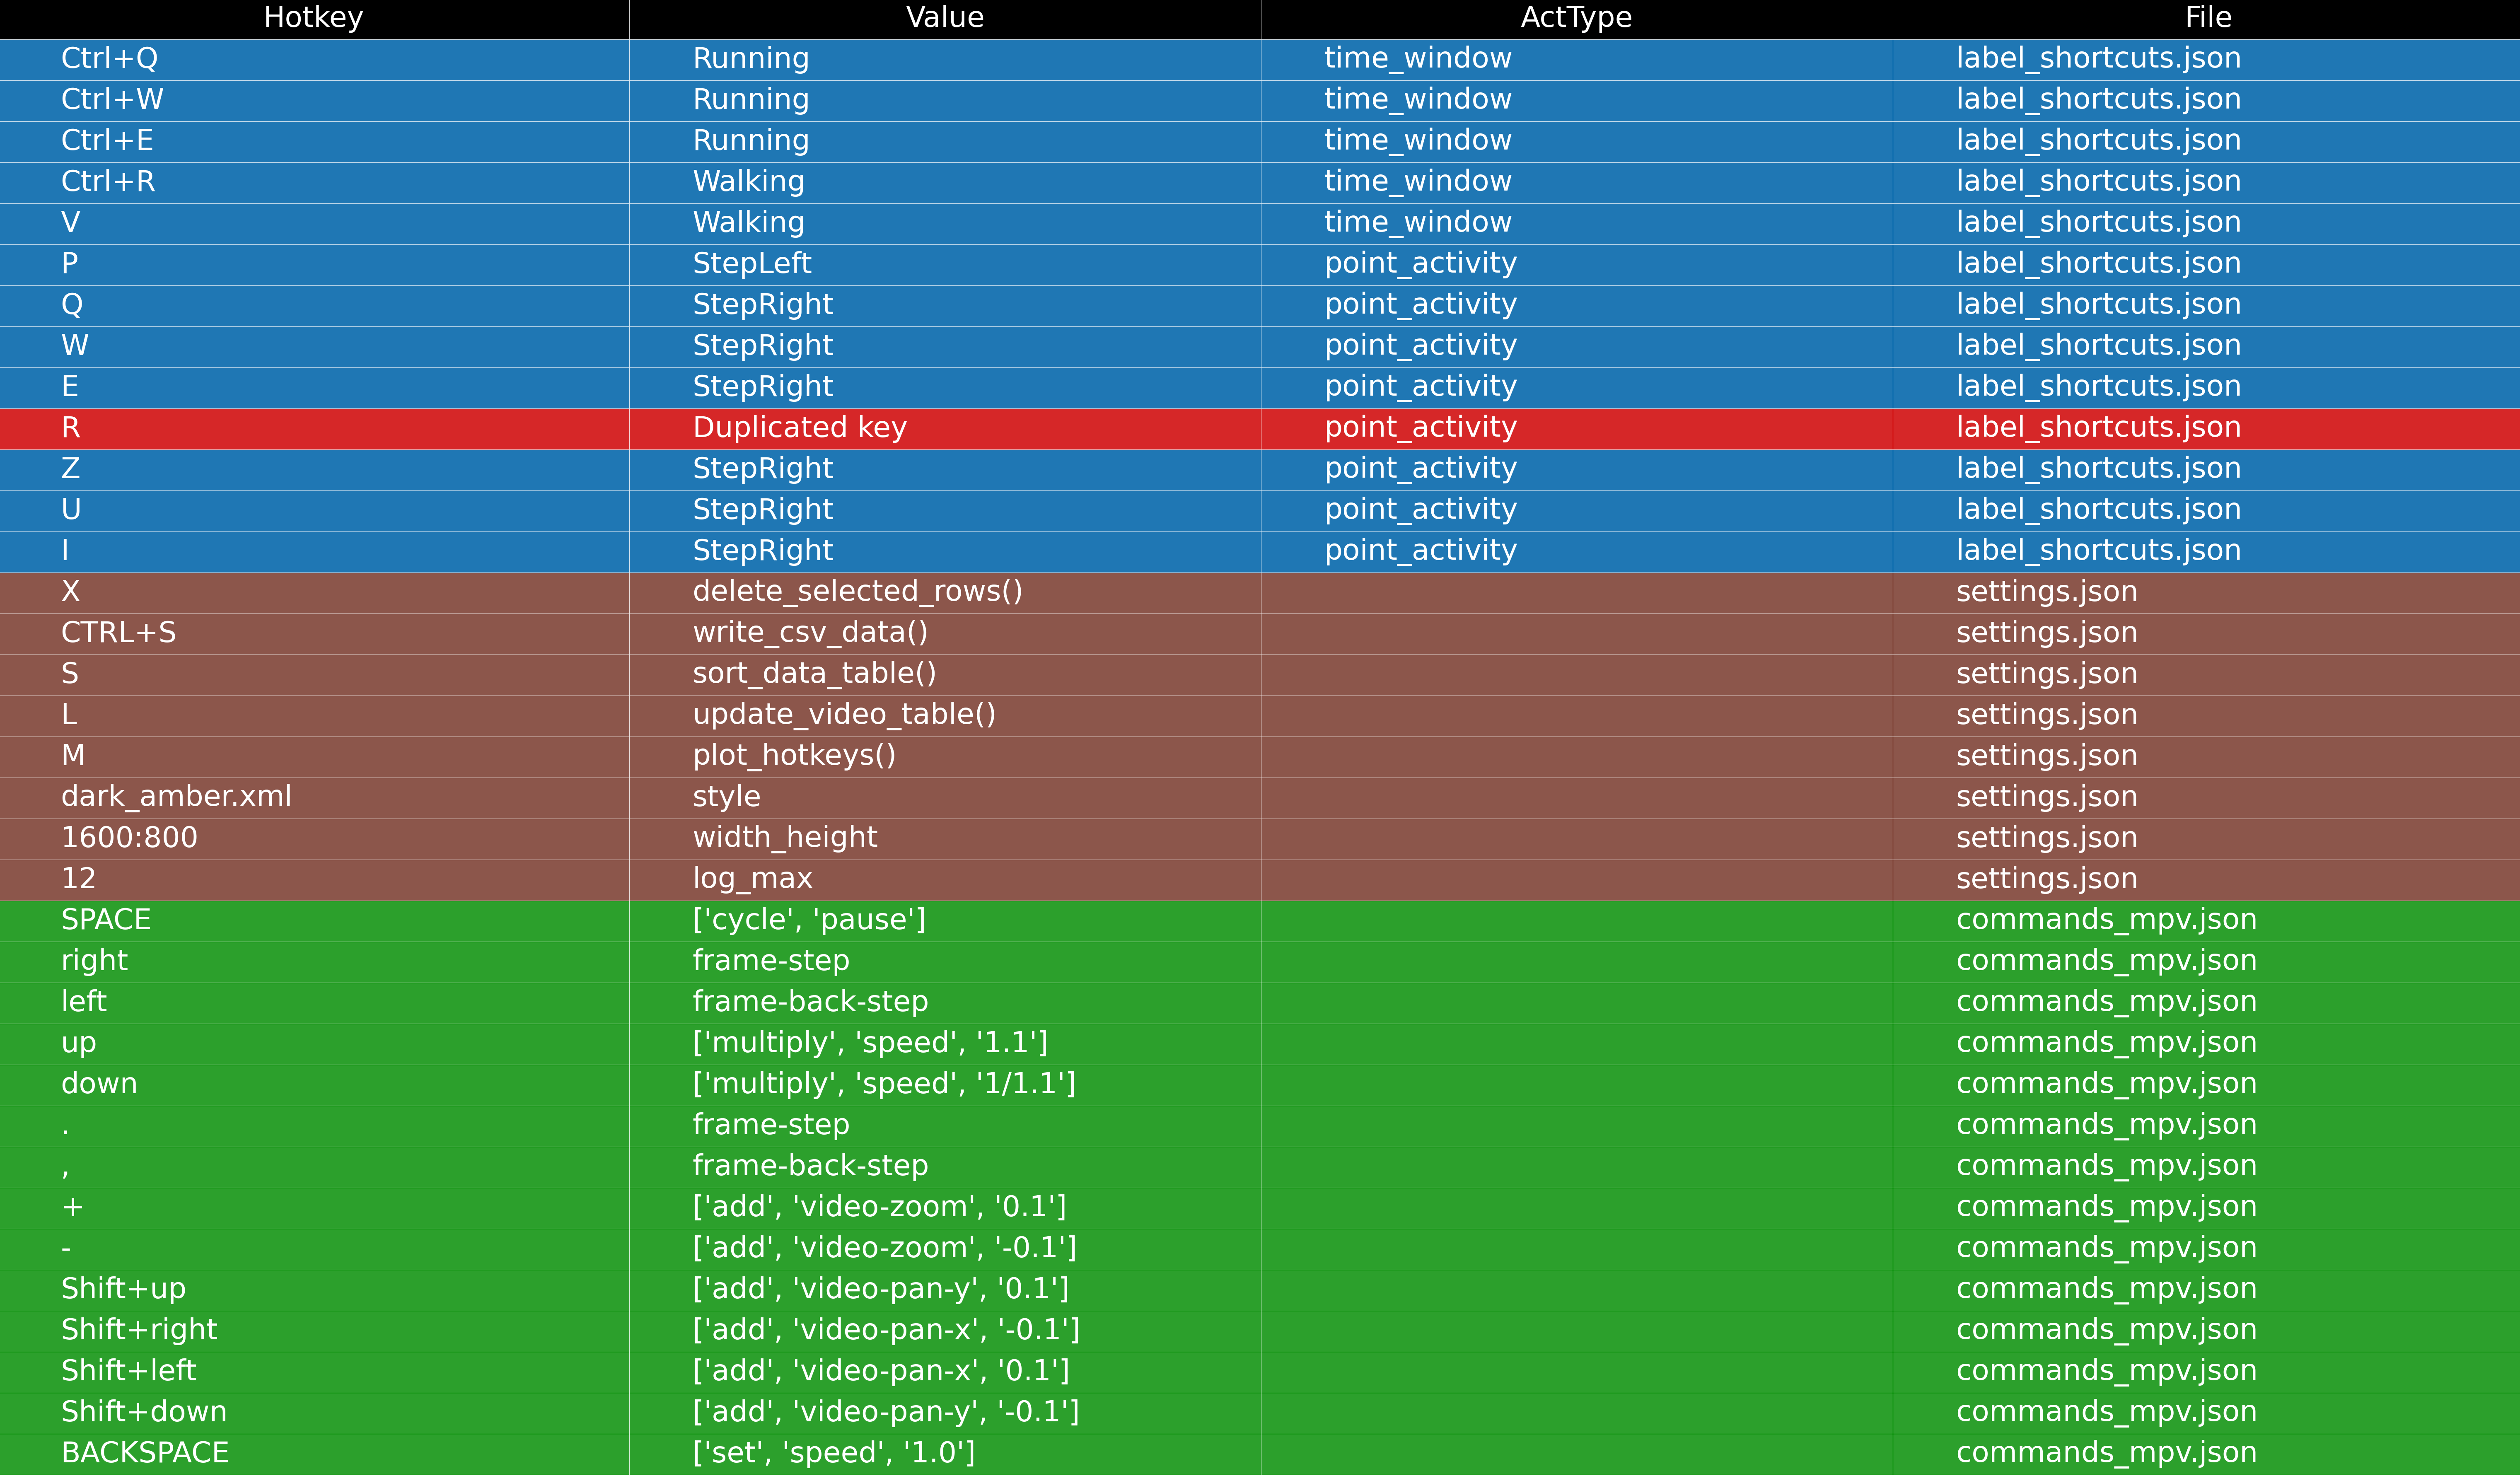 Hotkey Value ActType File
Ctrl+Q Running time_window label_shortcuts.json
Ctrl+W Running time_window label_shortcuts.json
Ctrl+E Running time_window label_shortcuts.json
Ctrl+R Walking time_window label_shortcuts.json
V Walking time_window label_shortcuts.json
P StepLeft point_activity label_shortcuts.json
Q StepRight point_activity label_shortcuts.json
W StepRight point_activity label_shortcuts.json
E StepRight point_activity label_shortcuts.json
R Duplicated key point_activity label_shortcuts.json
Z StepRight point_activity label_shortcuts.json
U StepRight point_activity label_shortcuts.json
I StepRight point_activity label_shortcuts.json
X delete_selected_rows() settings.json
CTRL+S write_csv_data() settings.json
S sort_data_table() settings.json
L update_video_table() settings.json
M plot_hotkeys() settings.json
dark_amber.xml style settings.json
1600:800 width_height settings.json
12 log_max settings.json
SPACE ['cycle', 'pause'] commands_mpv.json
right frame-step commands_mpv.json
left frame-back-step commands_mpv.json
up ['multiply', 'speed', '1.1'] commands_mpv.json
down ['multiply', 'speed', '1/1.1'] commands_mpv.json
. frame-step commands_mpv.json
, frame-back-step commands_mpv.json
+ ['add', 'video-zoom', '0.1'] commands_mpv.json
- ['add', 'video-zoom', '-0.1'] commands_mpv.json
Shift+up ['add', 'video-pan-y', '0.1'] commands_mpv.json
Shift+right ['add', 'video-pan-x', '-0.1'] commands_mpv.json
Shift+left ['add', 'video-pan-x', '0.1'] commands_mpv.json
Shift+down ['add', 'video-pan-y', '-0.1'] commands_mpv.json
BACKSPACE ['set', 'speed', '1.0'] commands_mpv.json